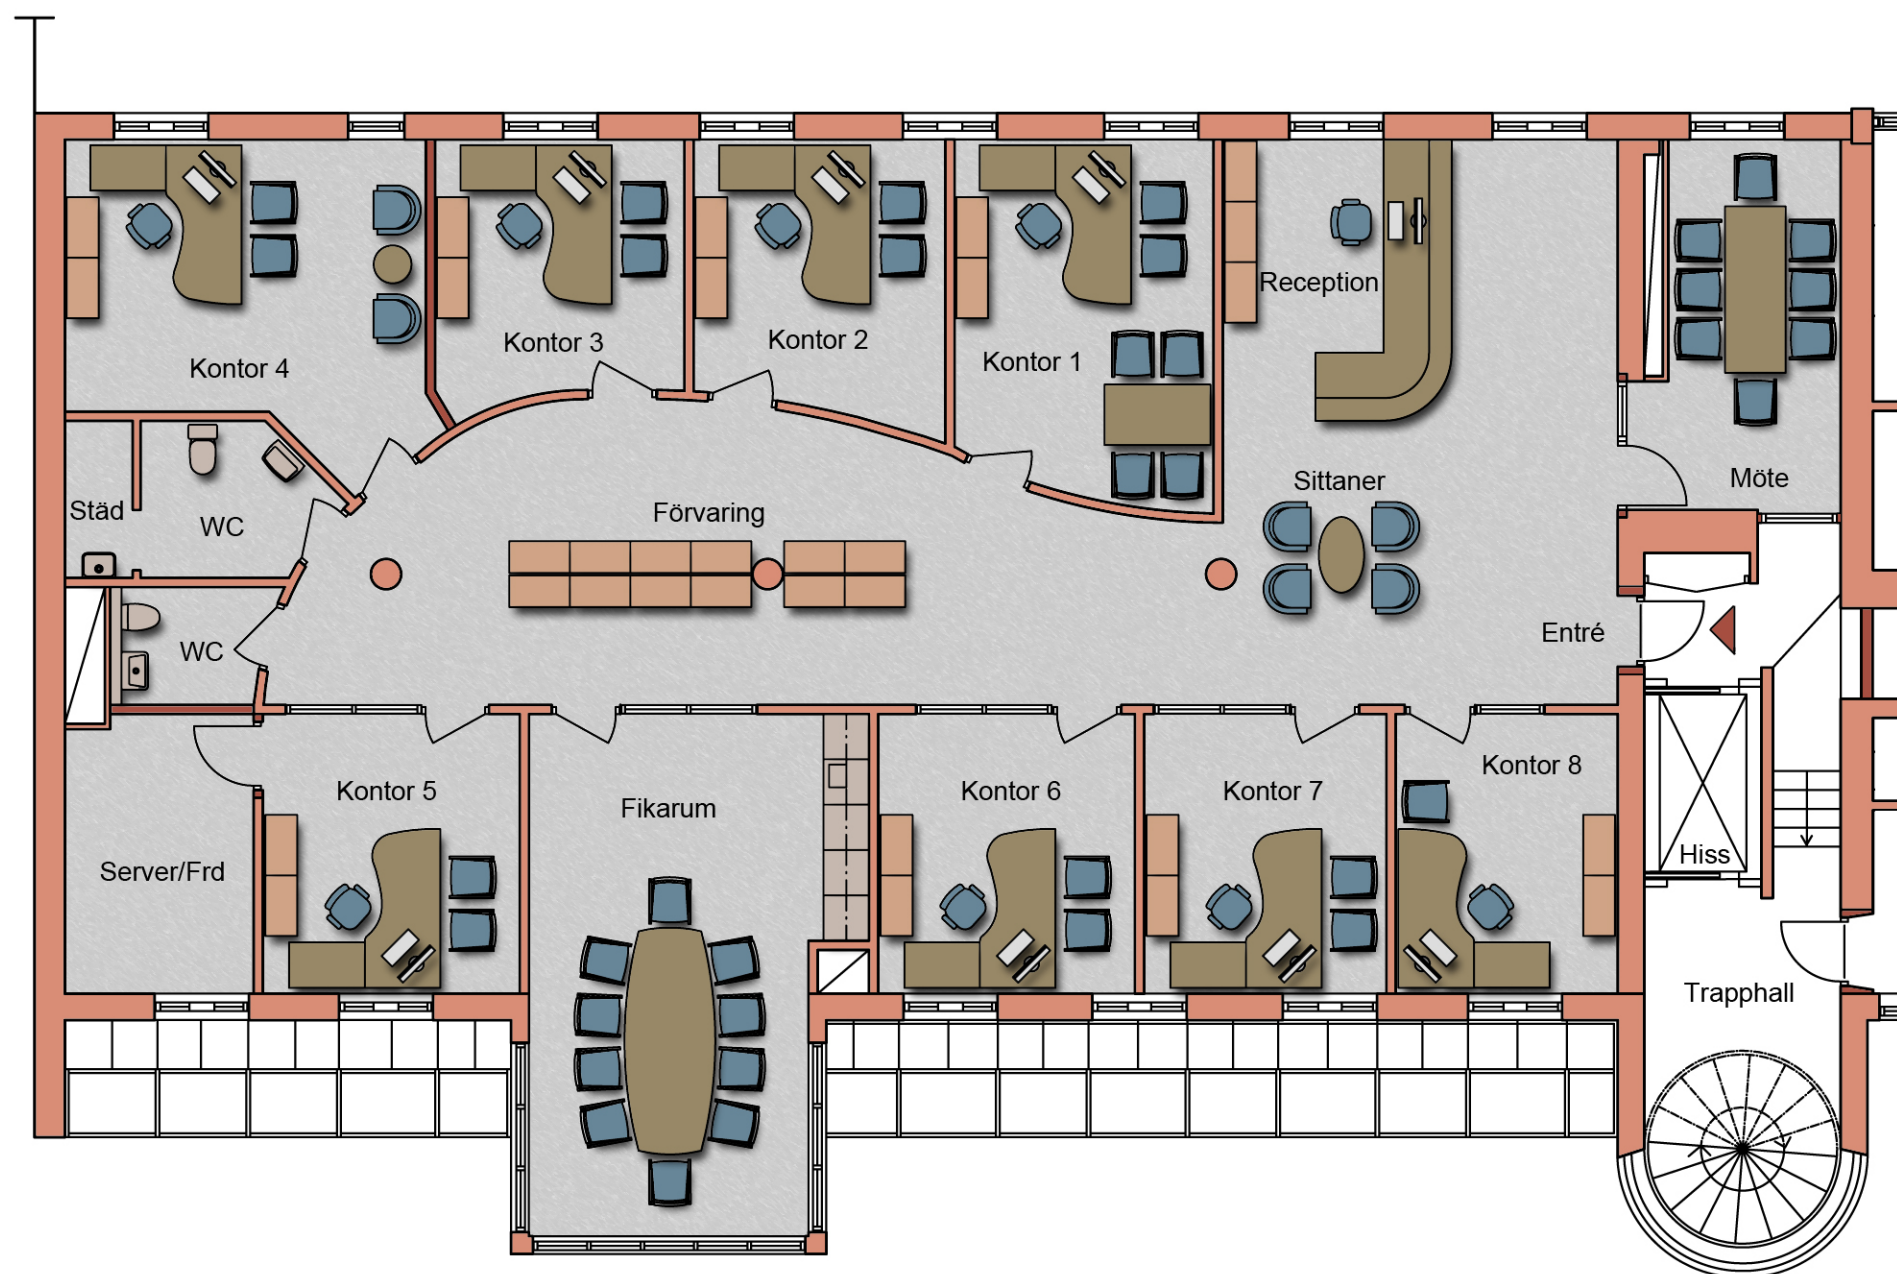 Reception
Kontor 3
Kontor 2
Kontor 1
Kontor 4
Möte
Sittaner
Städ
Förvaring
WC
Entré
WC
Kontor 8
Kontor 5
Kontor 6
Kontor 7
Fikarum
Hiss
Server/Frd
Trapphall